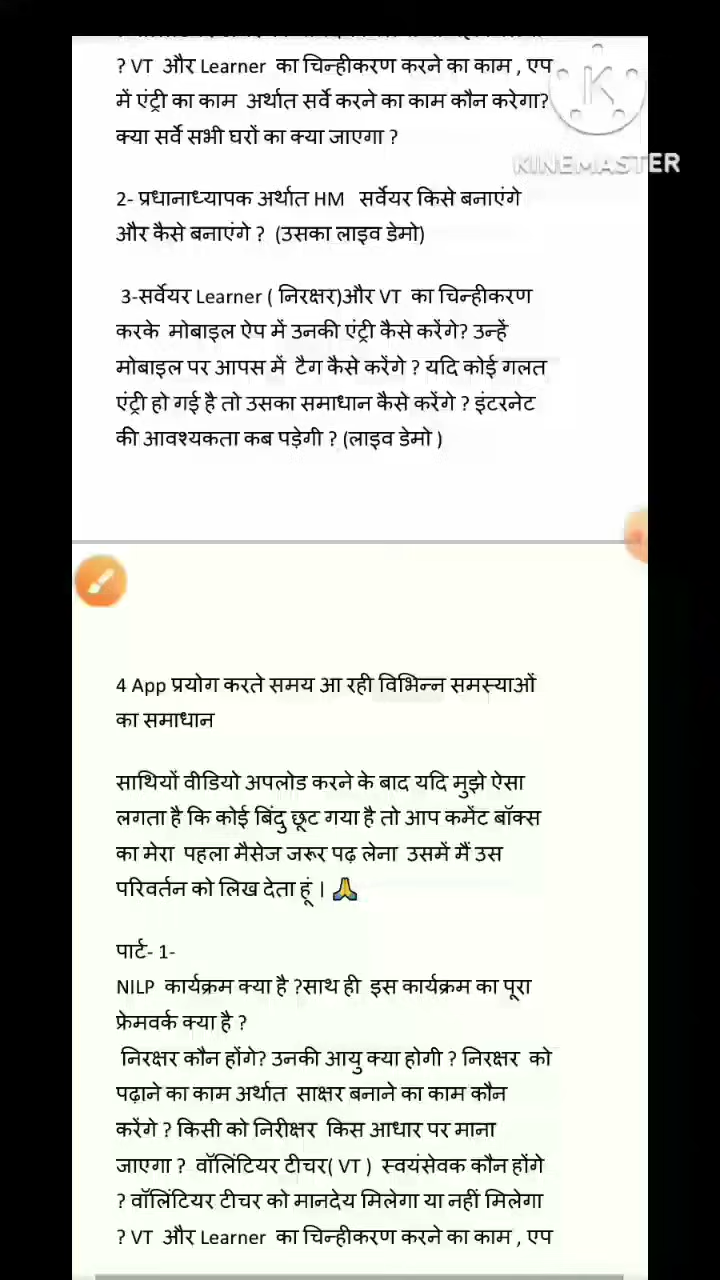 ? VT और Learner का चिन्हीकरण करने का काम , एप
में एंट्री का काम अर्थात सर्वे करने का काम कौन करेगा?
क्या सर्वे सभी घरों का क्या जाएगा ?
KINEMASTER
2- प्रधानाध्यापक अर्थात HM सर्वेयर किसे बनाएंगे
और कैसे बनाएंगे ? (उसका लाइव डेमो)
3-सर्वेयर Learner ( निरक्षर)और VT का चिन्हीकरण
करके मोबाइल ऐप में उनकी एंट्री कैसे करेंगे? उन्हें
मोबाइल पर आपस में टैग कैसे करेंगे ? यदि कोई गलत
एंट्री हो गई है तो उसका समाधान कैसे करेंगे ? इंटरनेट
की आवश्यकता कब पड़ेगी ? (लाइव डेमो )
4 App प्रयोग करते समय आ रही विभिन्न समस्याओं
का समाधान
साथियों वीडियो अपलोड करने के बाद यदि मुझे ऐसा
लगता है कि कोई बिंदु छूट गया है तो आप कमेंट बॉक्स
का मेरा पहला मैसेज जरूर पढ़ लेना उसमें मैं उस
परिवर्तन को लिख देता हूं । 🙏
पार्ट- 1-
NILP कार्यक्रम क्या है ?साथ ही इस कार्यक्रम का पूरा
फ्रेमवर्क क्या है ?
निरक्षर कौन होंगे? उनकी आयु क्या होगी ? निरक्षर को
पढ़ाने का काम अर्थात साक्षर बनाने का काम कौन
करेंगे ? किसी को निरीक्षर किस आधार पर माना
जाएगा ? वॉलिंटियर टीचर( VT ) स्वयंसेवक कौन होंगे
? वॉलिंटियर टीचर को मानदेय मिलेगा या नहीं मिलेगा
? VT और Learner का चिन्हीकरण करने का काम , एप